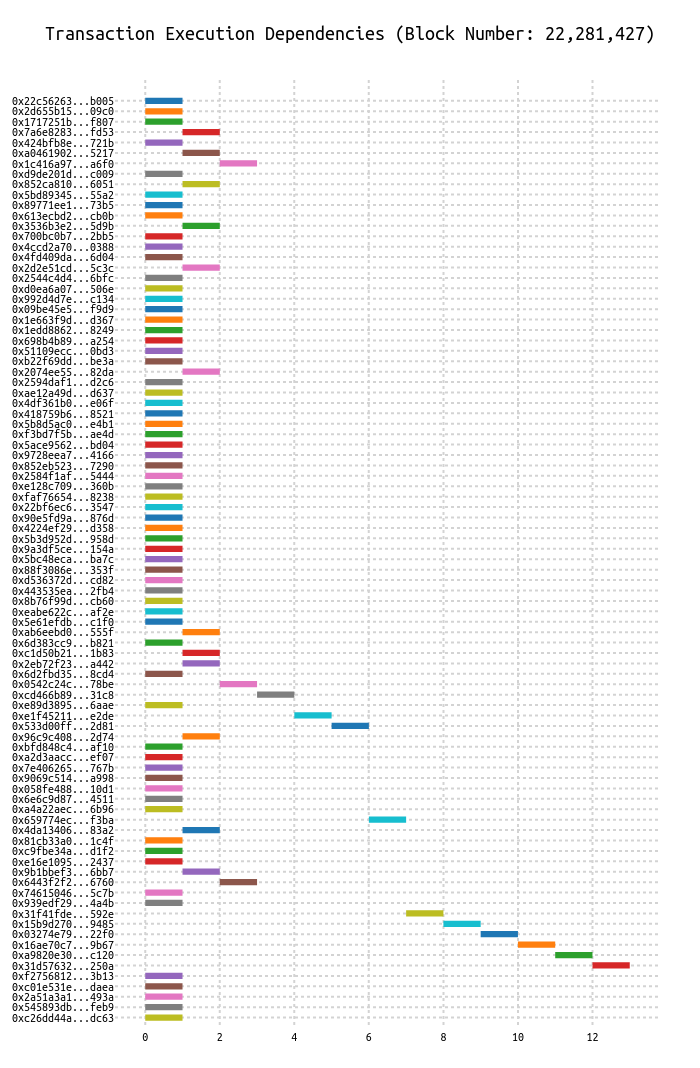 Transaction Execution Dependencies (Block Number: 22,281,427)
0x22c56263...b005
0x2d655b15...09c0
0x1717251b...f807
0x7a6e8283...fd53
0x424bfb8e...721b
0xa0461902...5217
0x1c416a97...a6f0
0xd9de201d...c009
0x852ca810...6051
0x5bd89345...55a2
0x89771ee1...73b5
0x613ecbd2...cb0b
0x3536b3e2...5d9b
0x700bc0b7...2bb5
0x4ccd2a70...0388
0x4fd409da...6d04
0x2d2e51cd...5c3c
0x2544c4d4...6bfc
0xd0ea6a07...506e
0x992d4d7e...c134
0x09be45e5...f9d9
0x1e663f9d...d367
0x1edd8862...8249
0x698b4b89...a254
0x51109ecc...0bd3
0xb22f69dd...be3a
0x2074ee55...82da
0x2594daf1...d2c6
0xae12a49d...d637
0x4df361b0...e06f
0x418759b6...8521
0x5b8d5ac0...e4b1
0xf3bd7f5b...ae4d
0x5ace9562...bd04
0x9728eea7...4166
0x852eb523...7290
0x2584f1af...5444
0xe128c709...360b
0xfaf76654...8238
0x22bf6ec6...3547
0x90e5fd9a...876d
0x4224ef29...d358
0x5b3d952d...958d
0x9a3df5ce...154a
0x5bc48eca...ba7c
0x88f3086e...353f
0xd536372d...cd82
0x443535ea...2fb4
0x8b76f99d...cb60
0xeabe622c...af2e
0x5e61efdb...c1f0
0xab6eebd0...555f
0x6d383cc9...b821
0xc1d50b21...1b83
0x2eb72f23...a442
0x6d2fbd35...8cd4
0x0542c24c...78be
0xcd466b89...31c8
0xe89d3895...6aae
0xe1f45211...e2de
0x533d00ff...2d81
0x96c9c408...2d74
0xbfd848c4...af10
0xa2d3aacc...ef07
0x7e406265...767b
0x9069c514...a998
0x058fe488...10d1
0x6e6c9d87...4511
0xa4a22aec...6b96
0x659774ec...f3ba
0x4da13406...83a2
0x81cb33a0...1c4f
0xc9fbe34a...d1f2
0xe16e1095...2437
0x9b1bbef3...6bb7
0x6443f2f2...6760
0x74615046...5c7b
0x939edf29...4a4b
0x31f41fde...592e
0x15b9d270...9485
0x03274e79...22f0
0x16ae70c7...9b67
0xa9820e30...c120
0x31d57632...250a
0xf2756812...3b13
0xc01e531e...daea
0x2a51a3a1...493a
0x545893db...feb9
0xc26dd44a...dc63
0 2 4 6 8 10 12